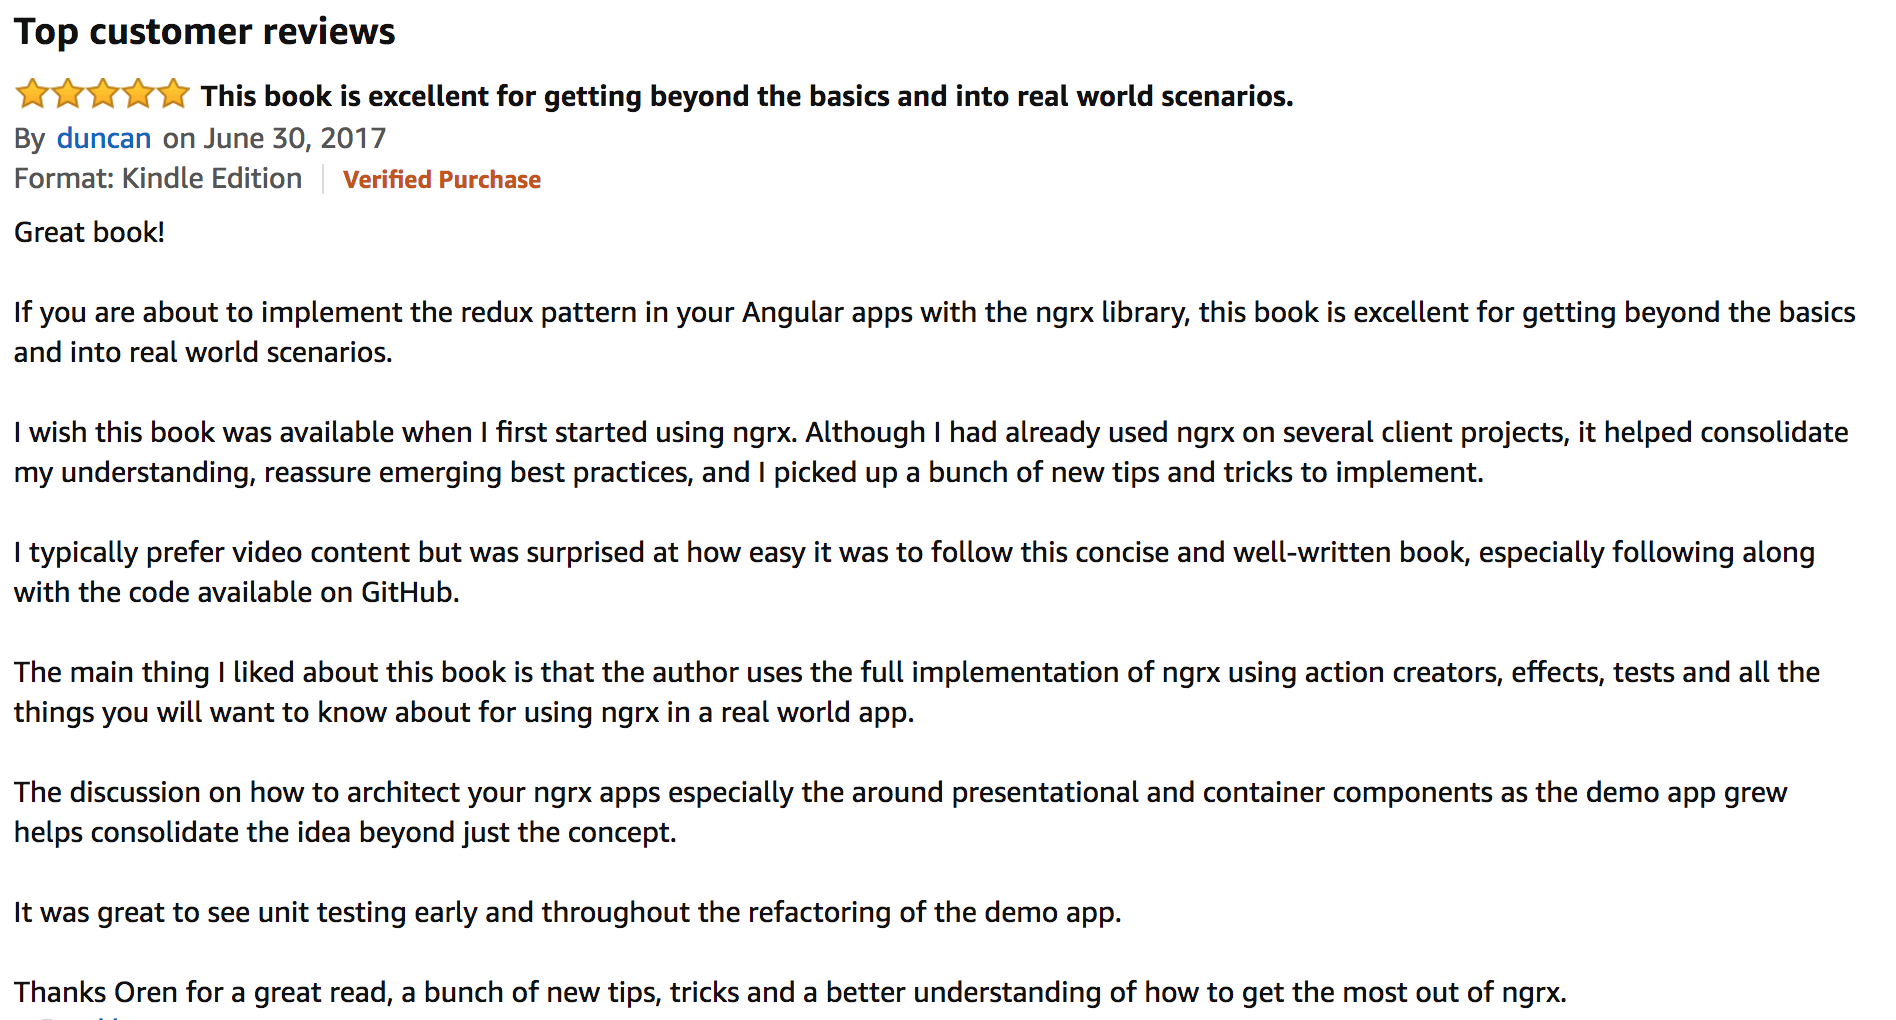 Top customer reviews
This book is excellent for getting beyond the basics and into real world scenarios.
By duncan on June 30, 2017
Format: Kindle Edition Verified Purchase
Great book!
If you are about to implement the redux pattern in your Angular apps with the ngrx library, this book is excellent for getting beyond the basics
and into real world scenarios.
I wish this book was available when I first started using ngrx. Although I had already used ngrx on several client projects, it helped consolidate
my understanding, reassure emerging best practices, and I picked up a bunch of new tips and tricks to implement.
I typically prefer video content but was surprised at how easy it was to follow this concise and well-written book, especially following along
with the code available on GitHub.
The main thing I liked about this book is that the author uses the full implementation of ngrx using action creators, effects, tests and all the
things you will want to know about for using ngrx in a real world app.
The discussion on how to architect your ngrx apps especially the around presentational and container components as the demo app grew
helps consolidate the idea beyond just the concept.
It was great to see unit testing early and throughout the refactoring of the demo app.
Thanks Oren for a great read, a bunch of new tips, tricks and a better understanding of how to get the most out of ngrx.